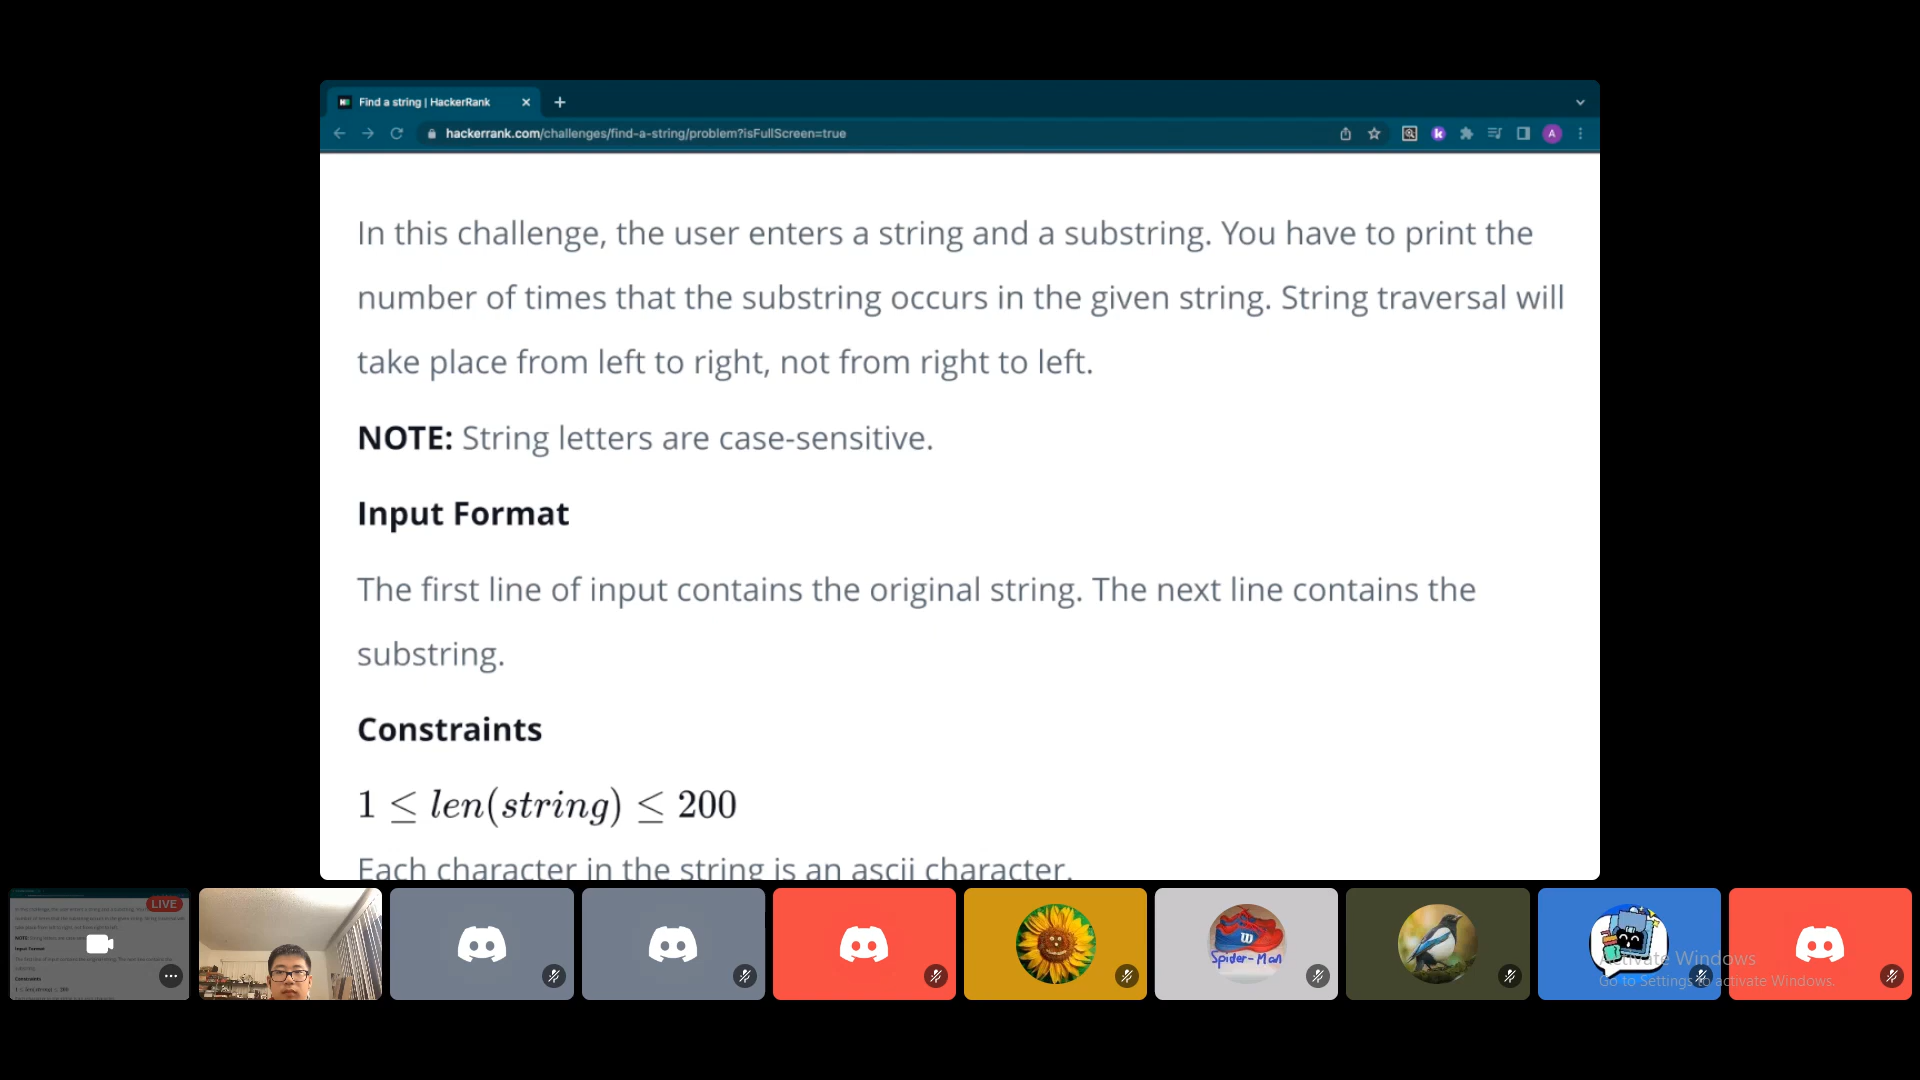 Find a string | HackerRank
hackerrank.com/challenges/find-a-string/problem?isFullScreen=true
A
In this challenge, the user enters a string and a substring. You have to print the
number of times that the substring occurs in the given string. String traversal will
take place from left to right, not from right to left.
NOTE: String letters are case-sensitive.
Input Format
The first line of input contains the original string. The next line contains the
substring.
Constraints
1 ≤ len(string) ≤ 200
Each character in the string is an ascii character.
LIVE
Spider-Man
Activate Windows
Go to Settings to activate Windows.